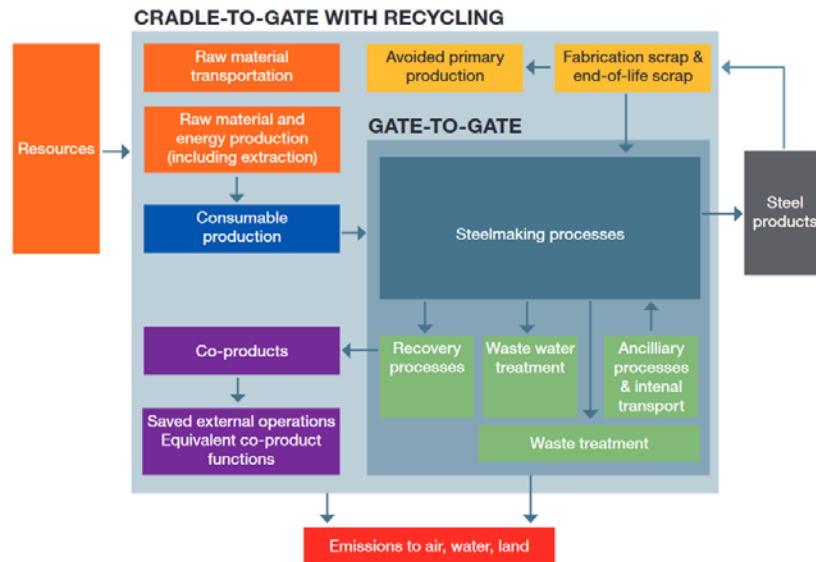 CRADLE-TO-GATE WITH RECYCLING
Resources
Raw material
transportation
Raw material and
energy production
(including extraction)
Consumable
production
Avoided primary
production
Fabrication scrap &
end-of-life scrap
GATE-TO-GATE
Steelmaking processes
Steel
products
Co-products
Saved external operations
Equivalent co-product
functions
Recovery
processes
Waste water
treatment
Ancilliary
processes
& intenal
transport
Waste treatment
Emissions to air, water, land